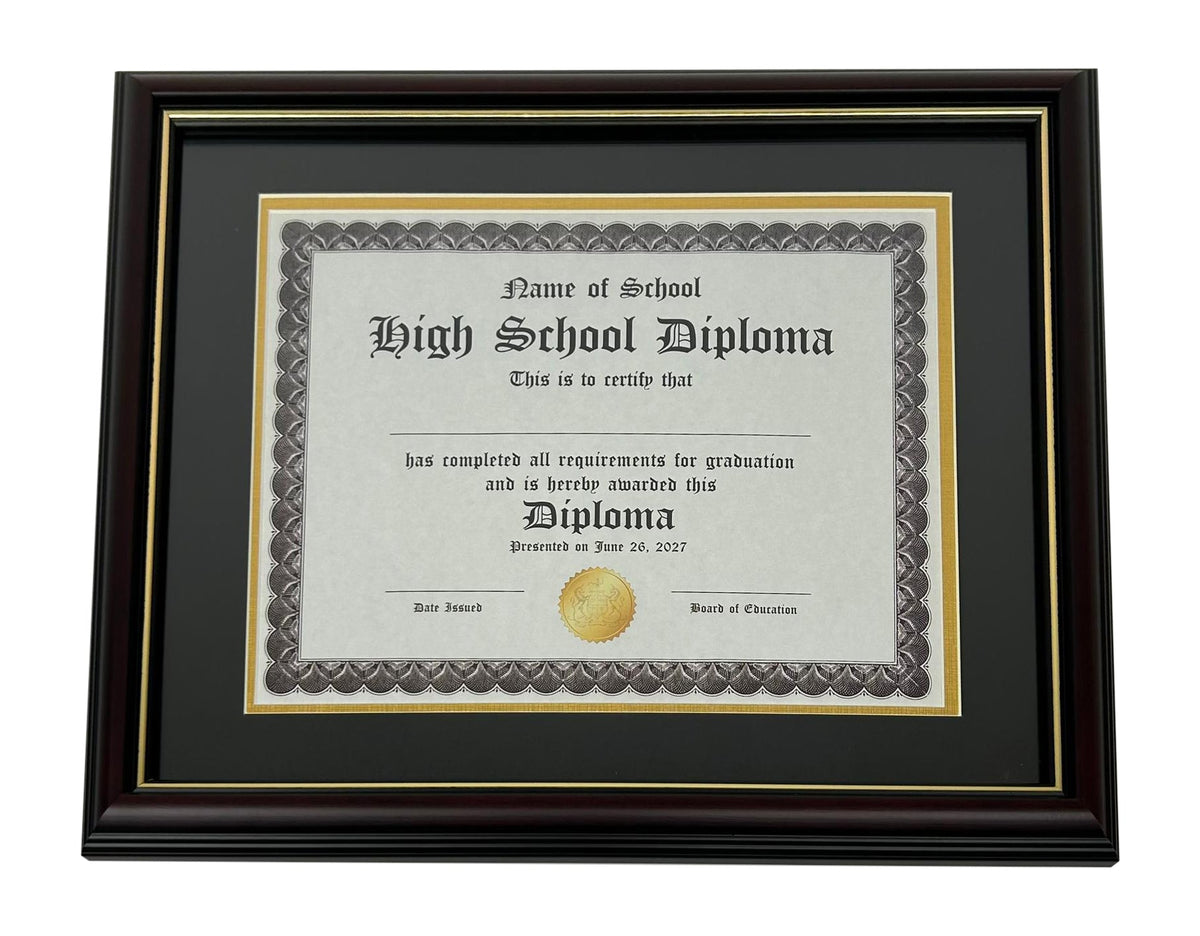 Name of School
High School Diploma
This is to certify that
has completed all requirements for graduation
and is hereby awarded this
Diploma
Presented on June 26, 2027
Date Issued
Board of Education